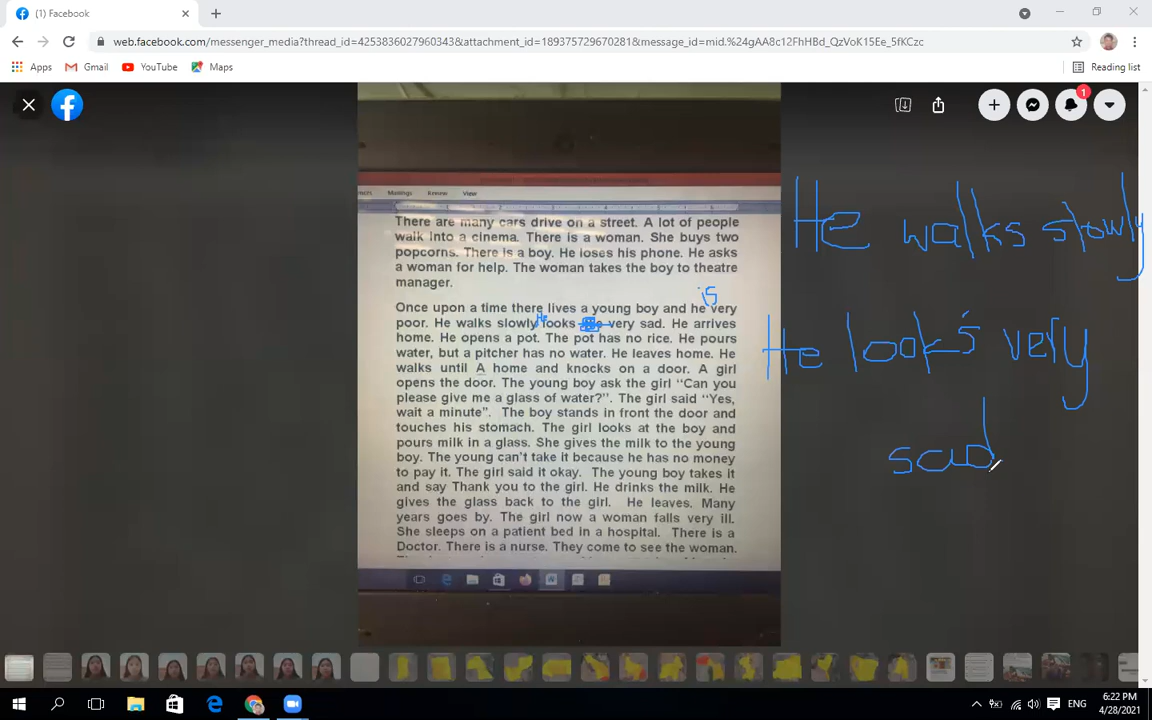 (1) Facebook
web.facebook.com/messenger_media?thread_id=4253836027960343&attachment_id=189375729670281&message_id=mid.%24gAA8c12FhHBd_QzVoK15Ee_5fKCzc
Apps Gmail YouTube Maps Reading list
1
Mailings Review View
There are many cars drive on a street. A lot of people
walk into a cinema. There is a woman. She buys two
popcorns. There is a boy. He loses his phone. He asks
a woman for help. The woman takes the boy to theatre
manager.
is
Once upon a time there lives a young boy and he very
poor. He walks slowly He looks very sad. He arrives
home. He opens a pot. The pot has no rice. He pours
water, but a pitcher has no water. He leaves home. He
walks until A home and knocks on a door. A girl
opens the door. The young boy ask the girl “Can you
please give me a glass of water?”. The girl said “Yes,
wait a minute”. The boy stands in front the door and
touches his stomach. The girl looks at the boy and
pours milk in a glass. She gives the milk to the young
boy. The young can’t take it because he has no money
to pay it. The girl said it okay. The young boy takes it
and say Thank you to the girl. He drinks the milk. He
gives the glass back to the girl. He leaves. Many
years goes by. The girl now a woman falls very ill.
She sleeps on a patient bed in a hospital. There is a
Doctor. There is a nurse. They come to see the woman.
He walks slowly
He look's very
sad
ENG
6:22 PM
4/28/2021